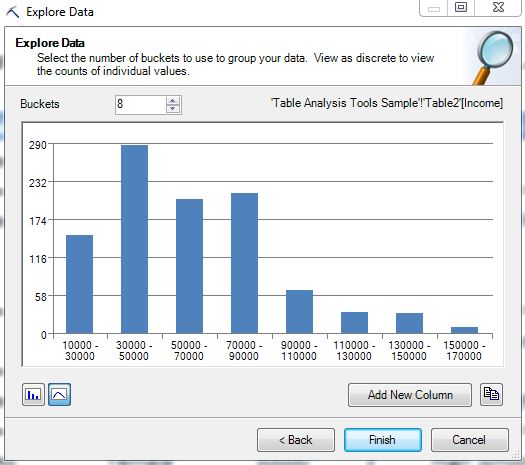 Explore Data
Explore Data
Select the number of buckets to use to group your data. View as discrete to view
the counts of individual values.
Buckets 8 'Table Analysis Tools Sample'!'Table2'[Income]
290
232
174
116
58
0
10000 - 30000 - 50000 - 70000 - 90000 - 110000 - 130000 - 150000 -
30000 50000 70000 90000 110000 130000 150000 170000
Add New Column
< Back Finish Cancel